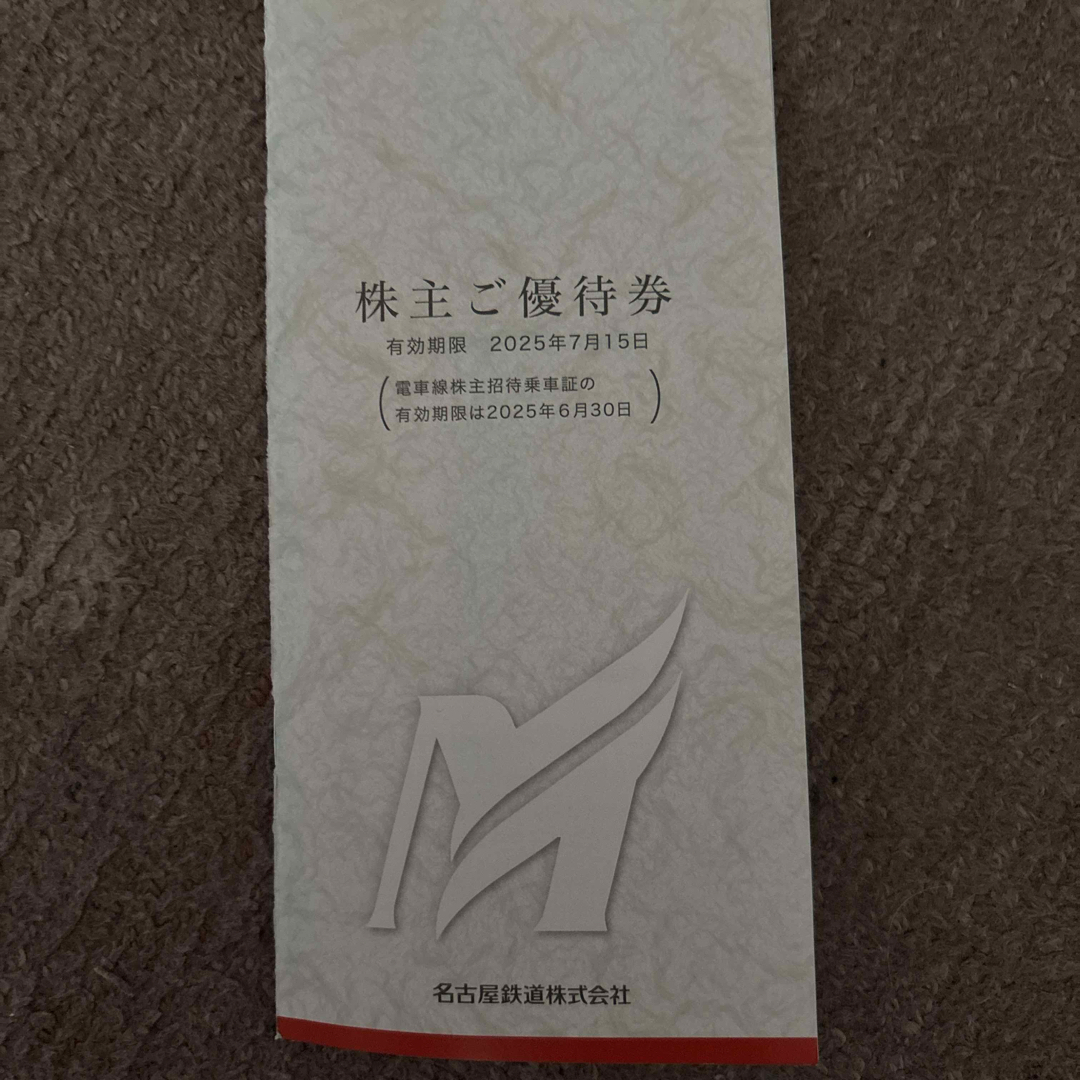 株主ご優待券
有効期限 2025年7月15日
(電車線株主招待乗車証の
有効期限は2025年6月30日)
名古屋鉄道株式会社